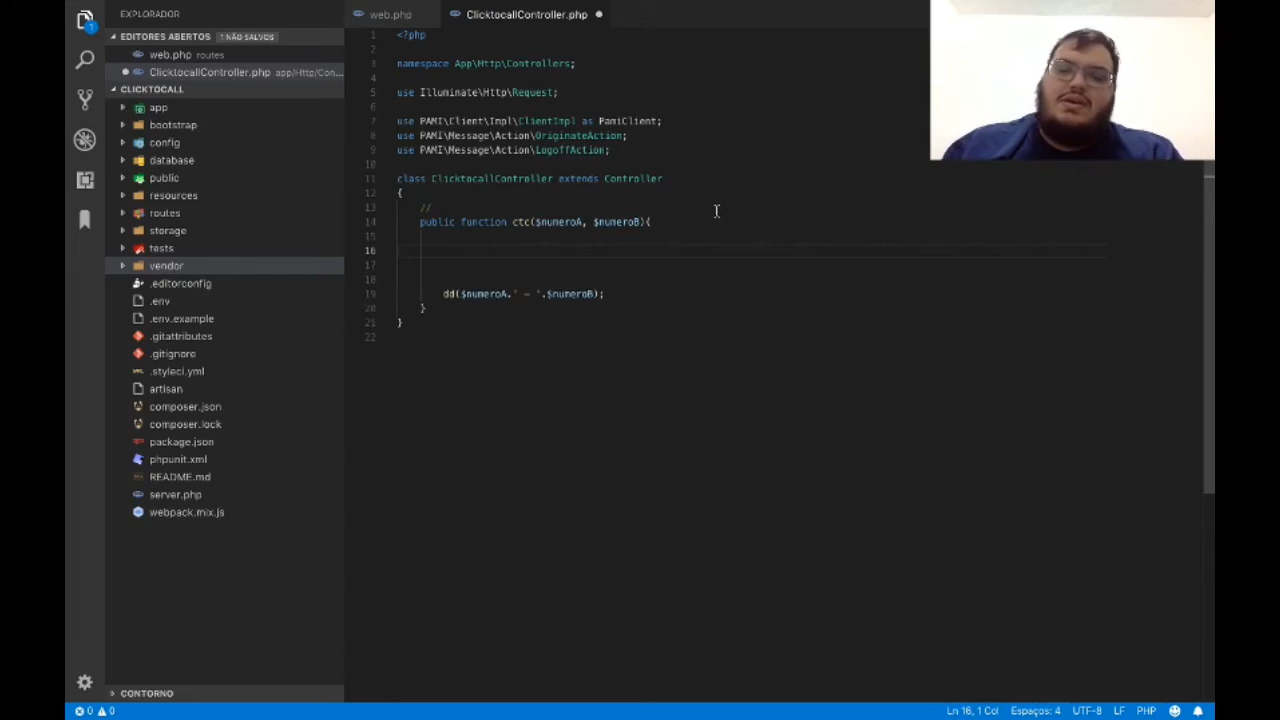 EXPLORADOR
web.php
ClicktocallController.php
EDITORES ABERTOS 1 NÃO SALVOS
web.php routes
ClicktocallController.php app/Http/Con...
CLICKTOCALL
app
bootstrap
config
database
public
resources
routes
storage
tests
vendor
.editorconfig
.env
.env.example
.gitattributes
.gitignore
.styleci.yml
artisan
composer.json
composer.lock
package.json
phpunit.xml
README.md
server.php
webpack.mix.js
CONTORNO
1 <?php
2
3 namespace App\Http\Controllers;
4
5 use Illuminate\Http\Request;
6
7 use PAMI\Client\Impl\ClientImpl as PamiClient;
8 use PAMI\Message\Action\OriginateAction;
9 use PAMI\Message\Action\LogoffAction;
10
11 class ClicktocallController extends Controller
12 {
13 //
14 public function ctc($numeroA, $numeroB){
15
16
17
18
19 dd($numeroA." - ".$numeroB);
20 }
21 }
22
1
0 0
Ln 16, 1 Col
Espaços: 4
UTF-8
LF
PHP